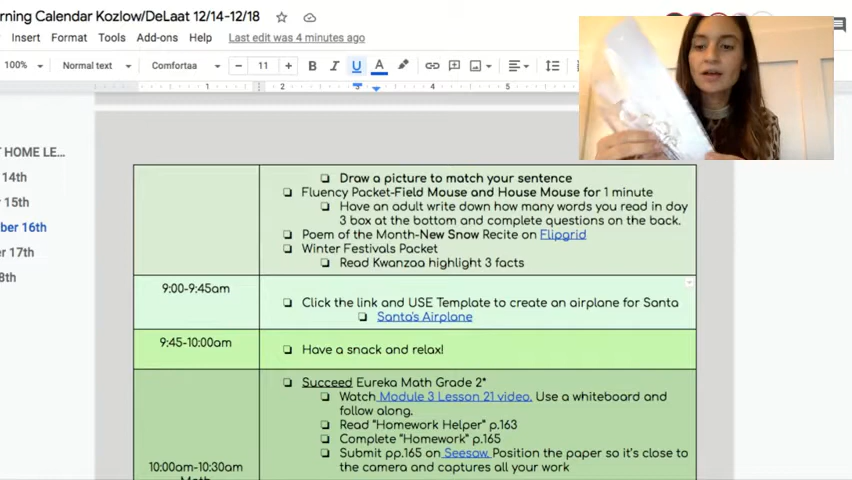 rning Calendar Kozlow/DeLaat 12/14-12/18
Insert Format Tools Add-ons Help Last edit was 4 minutes ago
100% Normal text Comfortaa 11 B I U A
1 2 3 4 5
T HOME LE...
14th
r 15th
ber 16th
er 17th
8th
Draw a picture to match your sentence
Fluency Packet-Field Mouse and House Mouse for 1 minute
Have an adult write down how many words you read in day
3 box at the bottom and complete questions on the back.
Poem of the Month-New Snow Recite on Flipgrid
Winter Festivals Packet
Read Kwanzaa highlight 3 facts
9:00-9:45am
Click the link and USE Template to create an airplane for Santa
Santa's Airplane
9:45-10:00am
Have a snack and relax!
Succeed Eureka Math Grade 2*
Watch Module 3 Lesson 21 video. Use a whiteboard and
follow along.
Read "Homework Helper" p.163
Complete "Homework" p.165
Submit pp.165 on Seesaw. Position the paper so it's close to
the camera and captures all your work
10:00am-10:30am
Math